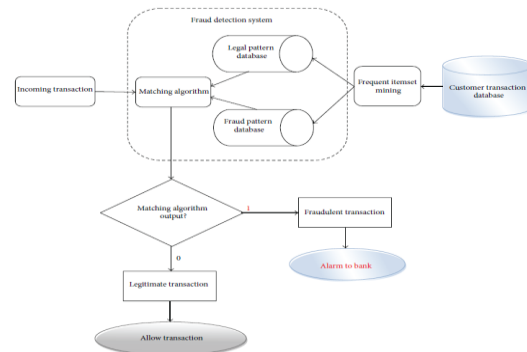 Fraud detection system
Legal pattern
database
Incoming transaction
Matching algorithm
Frequent itemset
mining
Customer transaction
database
Fraud pattern
database
Matching algorithm
output?
1
Fraudulent transaction
0
Alarm to bank
Legitimate transaction
Allow transaction